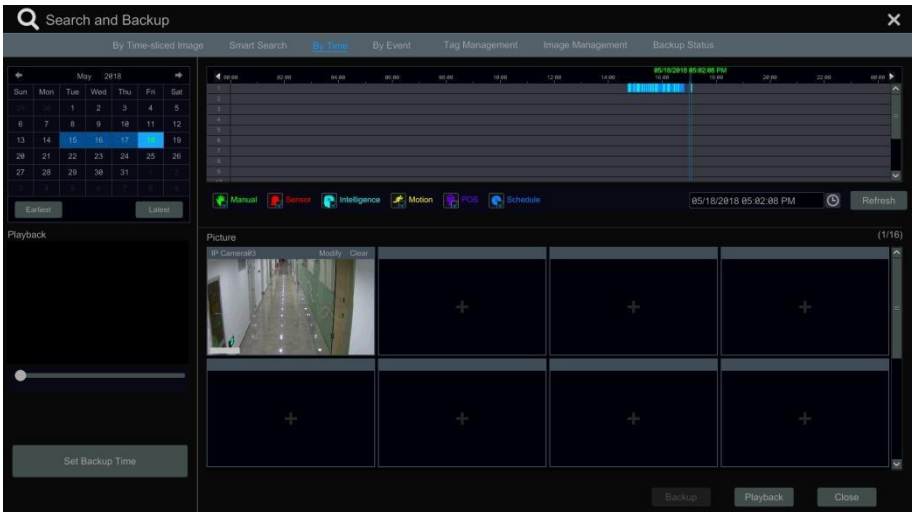 Search and Backup
By Time-sliced Image Smart Search By Time By Event Tag Management Image Management Backup Status
May 2018
Sun Mon Tue Wed Thu Fri Sat
1 2 3 4 5
6 7 8 9 10 11 12
13 14 15 16 17 18 19
20 21 22 23 24 25 26
27 28 29 30 31
Earliest Latest
05/18/2018 05:02:08 PM
00:00 02:00 04:00 06:00 08:00 10:00 12:00 14:00 16:00 18:00 20:00 22:00 00:00
1
2
3
4
5
6
7
8
9
Manual Sensor Intelligence Motion POS Schedule
05/18/2018 05:02:08 PM Refresh
Playback
Set Backup Time
Picture (1/16)
IP Camera03 Modify Clear
Backup Playback Close